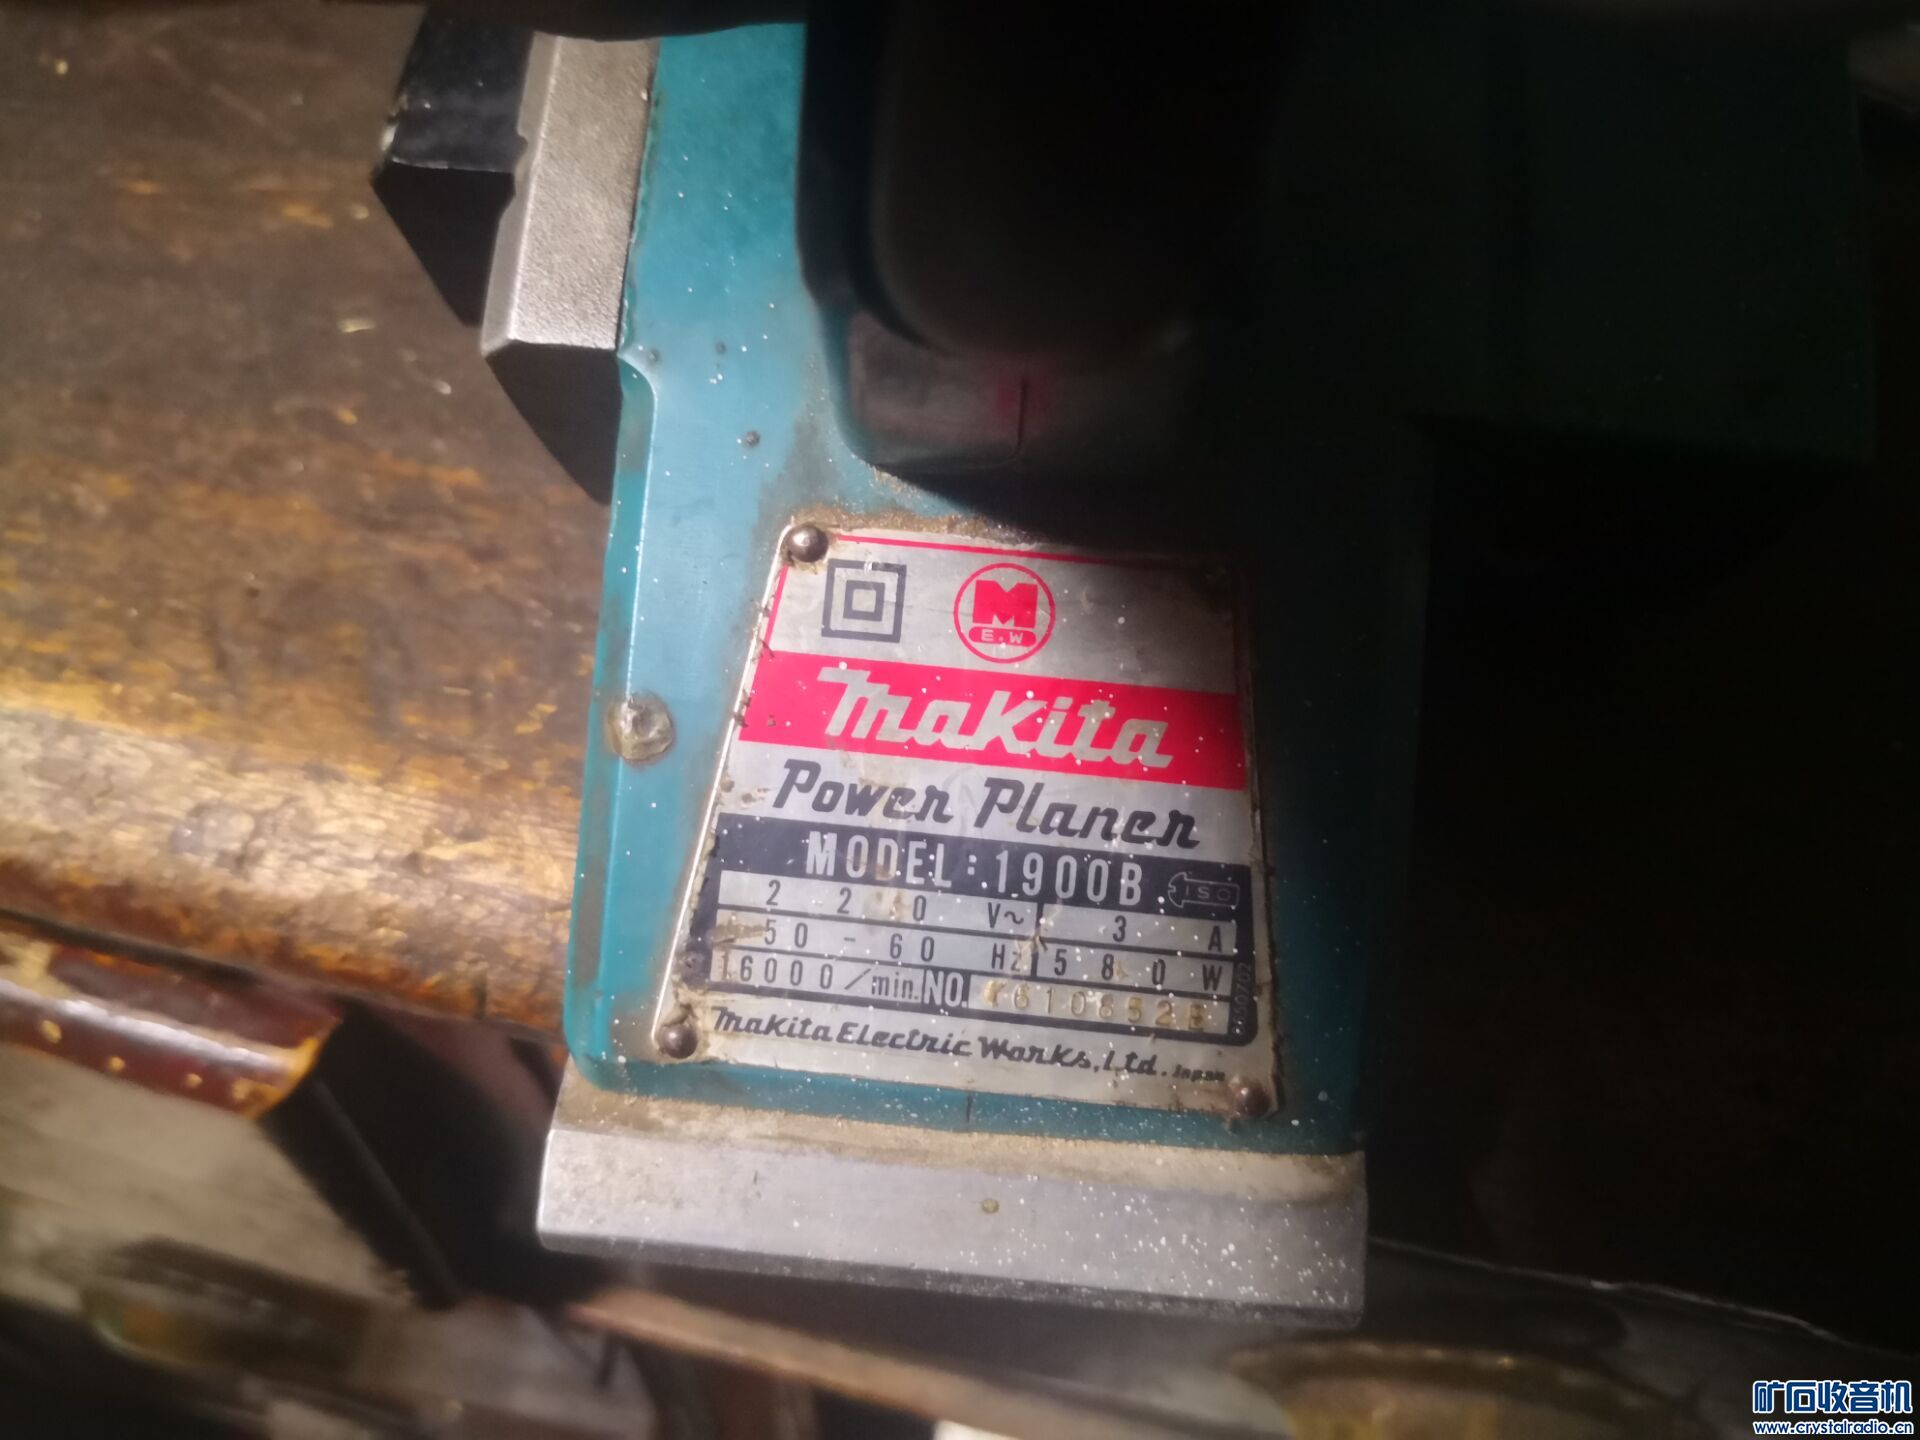 M
E.W
Makita
Power Planer
MODEL: 1900B ISO
220 V~ 3 A
50-60 Hz 580 W
16000/min. NO.
Makita Electric Works, Ltd. Japan
矿石收音机
www.crystalradio.cn